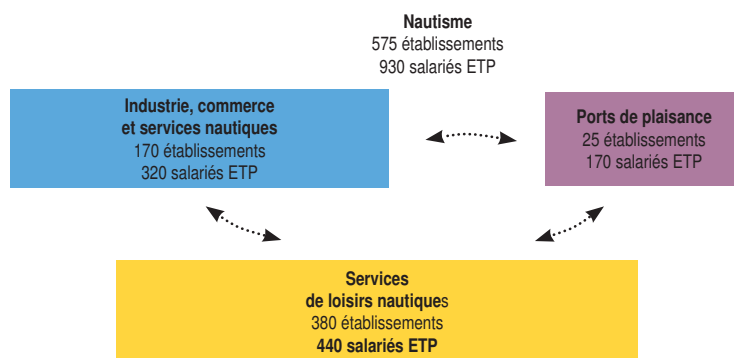 Nautisme
575 établissements
930 salariés ETP
Industrie, commerce
et services nautiques
170 établissements
320 salariés ETP
Ports de plaisance
25 établissements
170 salariés ETP
Services
de loisirs nautiques
380 établissements
440 salariés ETP